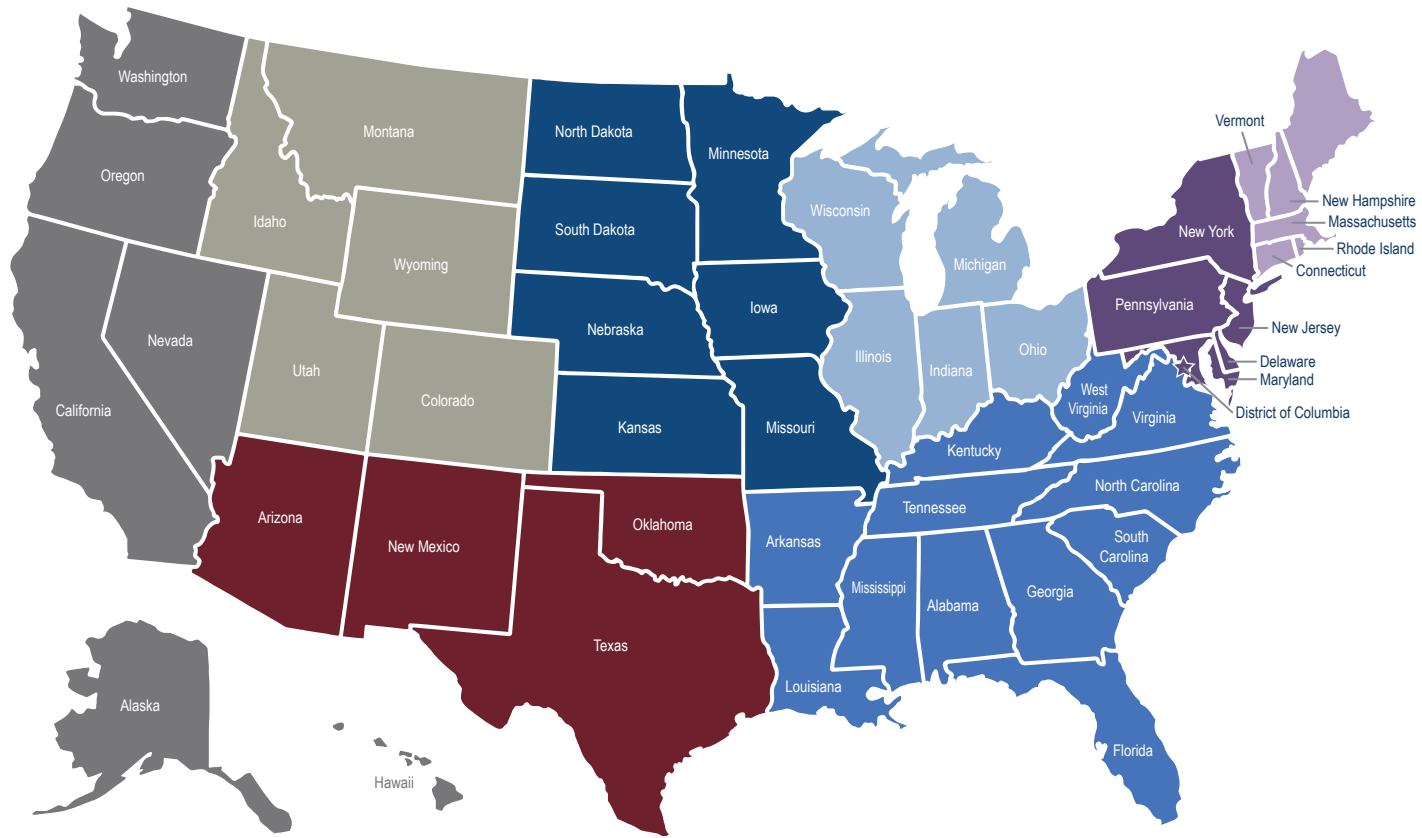 Washington
Montana
North Dakota
Minnesota
Vermont
Oregon
Idaho
Wyoming
South Dakota
Wisconsin
Michigan
New York
New Hampshire
Massachusetts
Rhode Island
Connecticut
Nevada
Utah
Colorado
Nebraska
Iowa
Illinois
Indiana
Ohio
Pennsylvania
New Jersey
Delaware
Maryland
District of Columbia
California
Kansas
Missouri
Kentucky
West
Virginia
Virginia
Arizona
New Mexico
Oklahoma
Arkansas
Tennessee
North Carolina
South
Carolina
Texas
Louisiana
Mississippi
Alabama
Georgia
Florida
Alaska
Hawaii